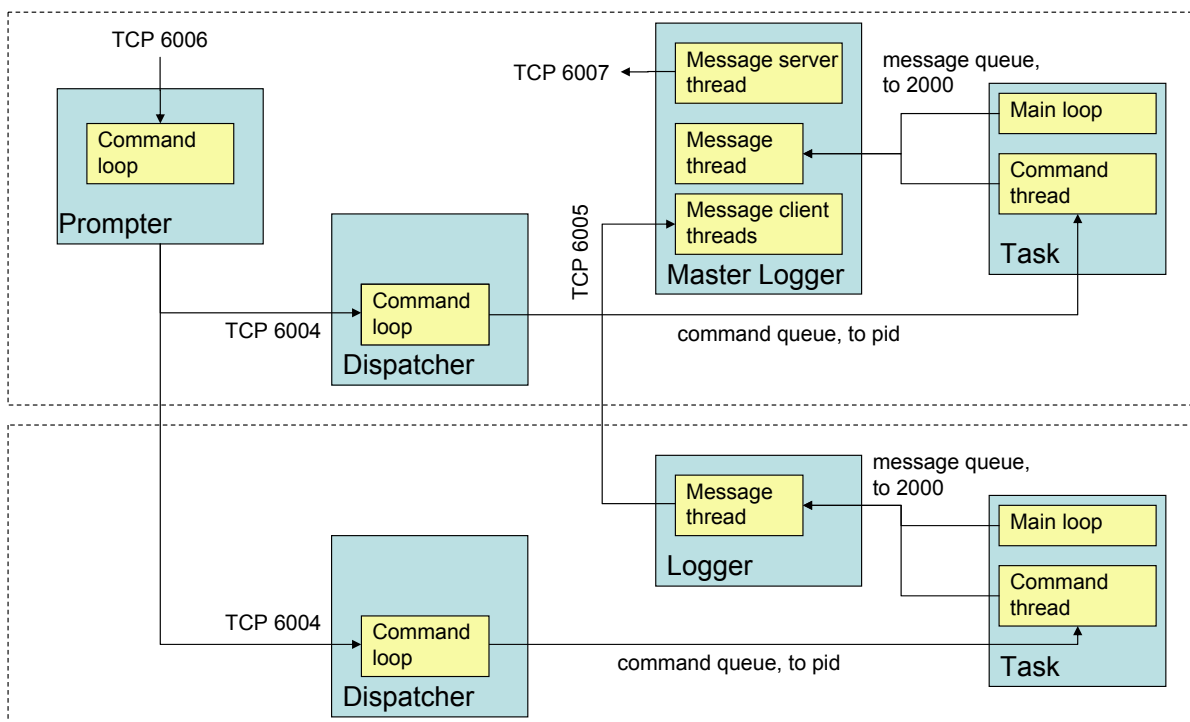 TCP 6006
Command
loop
Prompter
TCP 6004
Command
loop
Dispatcher
TCP 6007
Message server
thread
Message
thread
Message client
threads
Master Logger
TCP 6005
message queue,
to 2000
Main loop
Command
thread
Task
command queue, to pid
TCP 6004
Command
loop
Dispatcher
Message
thread
Logger
message queue,
to 2000
Main loop
Command
thread
Task
command queue, to pid